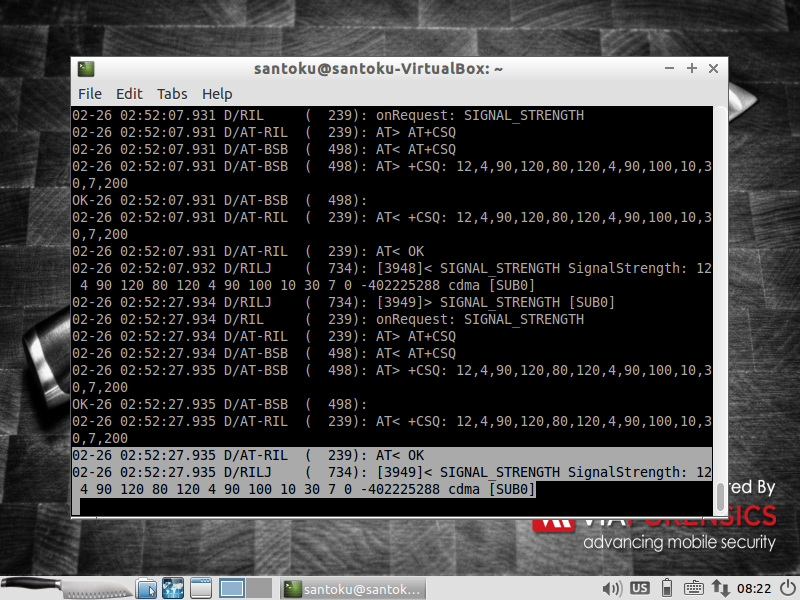 santoku@santoku-VirtualBox: ~
File Edit Tabs Help
02-26 02:52:07.931 D/RIL     (  239): onRequest: SIGNAL_STRENGTH
02-26 02:52:07.931 D/AT-RIL  (  239): AT> AT+CSQ
02-26 02:52:07.931 D/AT-BSB  (  498): AT< AT+CSQ
02-26 02:52:07.931 D/AT-BSB  (  498): AT> +CSQ: 12,4,90,120,80,120,4,90,100,10,3
0,7,200
OK-26 02:52:07.931 D/AT-BSB  (  498):
02-26 02:52:07.931 D/AT-RIL  (  239): AT< +CSQ: 12,4,90,120,80,120,4,90,100,10,3
0,7,200
02-26 02:52:07.931 D/AT-RIL  (  239): AT< OK
02-26 02:52:07.932 D/RILJ    (  734): [3948]< SIGNAL_STRENGTH SignalStrength: 12
 4 90 120 80 120 4 90 100 10 30 7 0 -402225288 cdma [SUB0]
02-26 02:52:27.934 D/RILJ    (  734): [3949]> SIGNAL_STRENGTH [SUB0]
02-26 02:52:27.934 D/RIL     (  239): onRequest: SIGNAL_STRENGTH
02-26 02:52:27.934 D/AT-RIL  (  239): AT> AT+CSQ
02-26 02:52:27.934 D/AT-BSB  (  498): AT< AT+CSQ
02-26 02:52:27.935 D/AT-BSB  (  498): AT> +CSQ: 12,4,90,120,80,120,4,90,100,10,3
0,7,200
OK-26 02:52:27.935 D/AT-BSB  (  498):
02-26 02:52:27.935 D/AT-RIL  (  239): AT< +CSQ: 12,4,90,120,80,120,4,90,100,10,3
0,7,200
02-26 02:52:27.935 D/AT-RIL  (  239): AT< OK
02-26 02:52:27.935 D/RILJ    (  734): [3949]< SIGNAL_STRENGTH SignalStrength: 12
 4 90 120 80 120 4 90 100 10 30 7 0 -402225288 cdma [SUB0]
red By
VIAFORENSICS
advancing mobile security
santoku@santok...
US
08:22